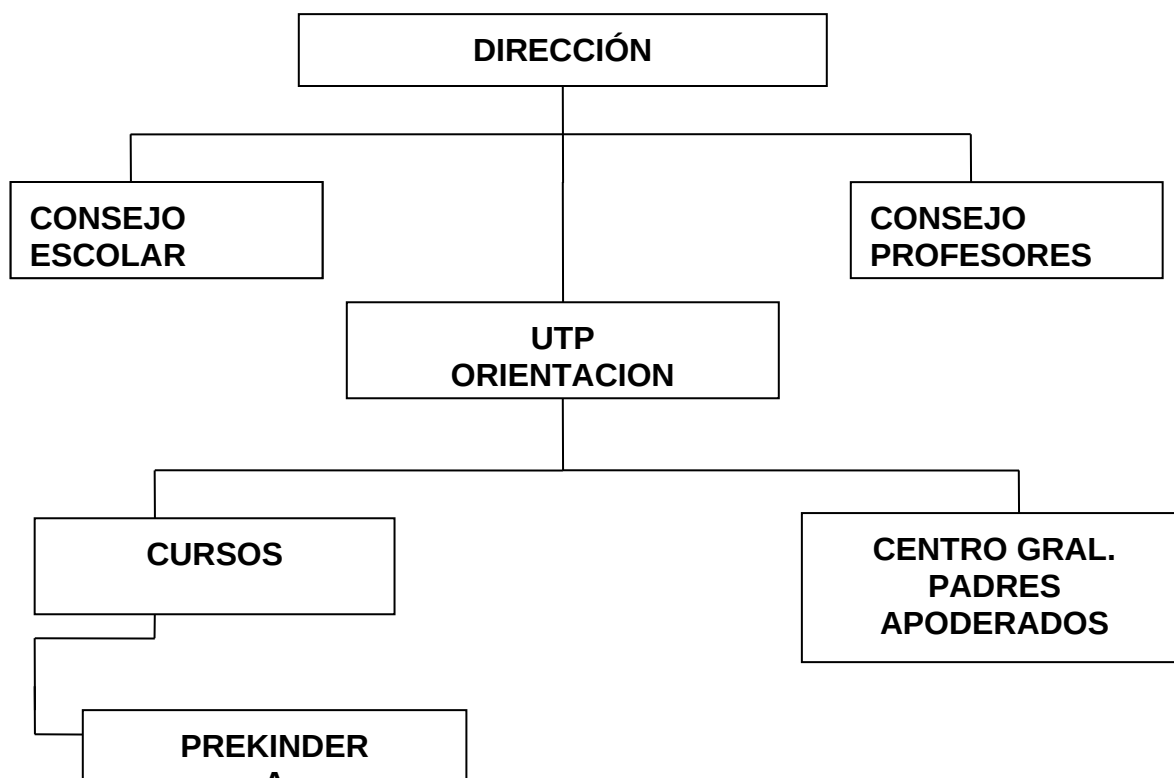 DIRECCIÓN
CONSEJO
ESCOLAR
CONSEJO
PROFESORES
UTP
ORIENTACION
CURSOS
CENTRO GRAL.
PADRES
APODERADOS
PREKINDER
A